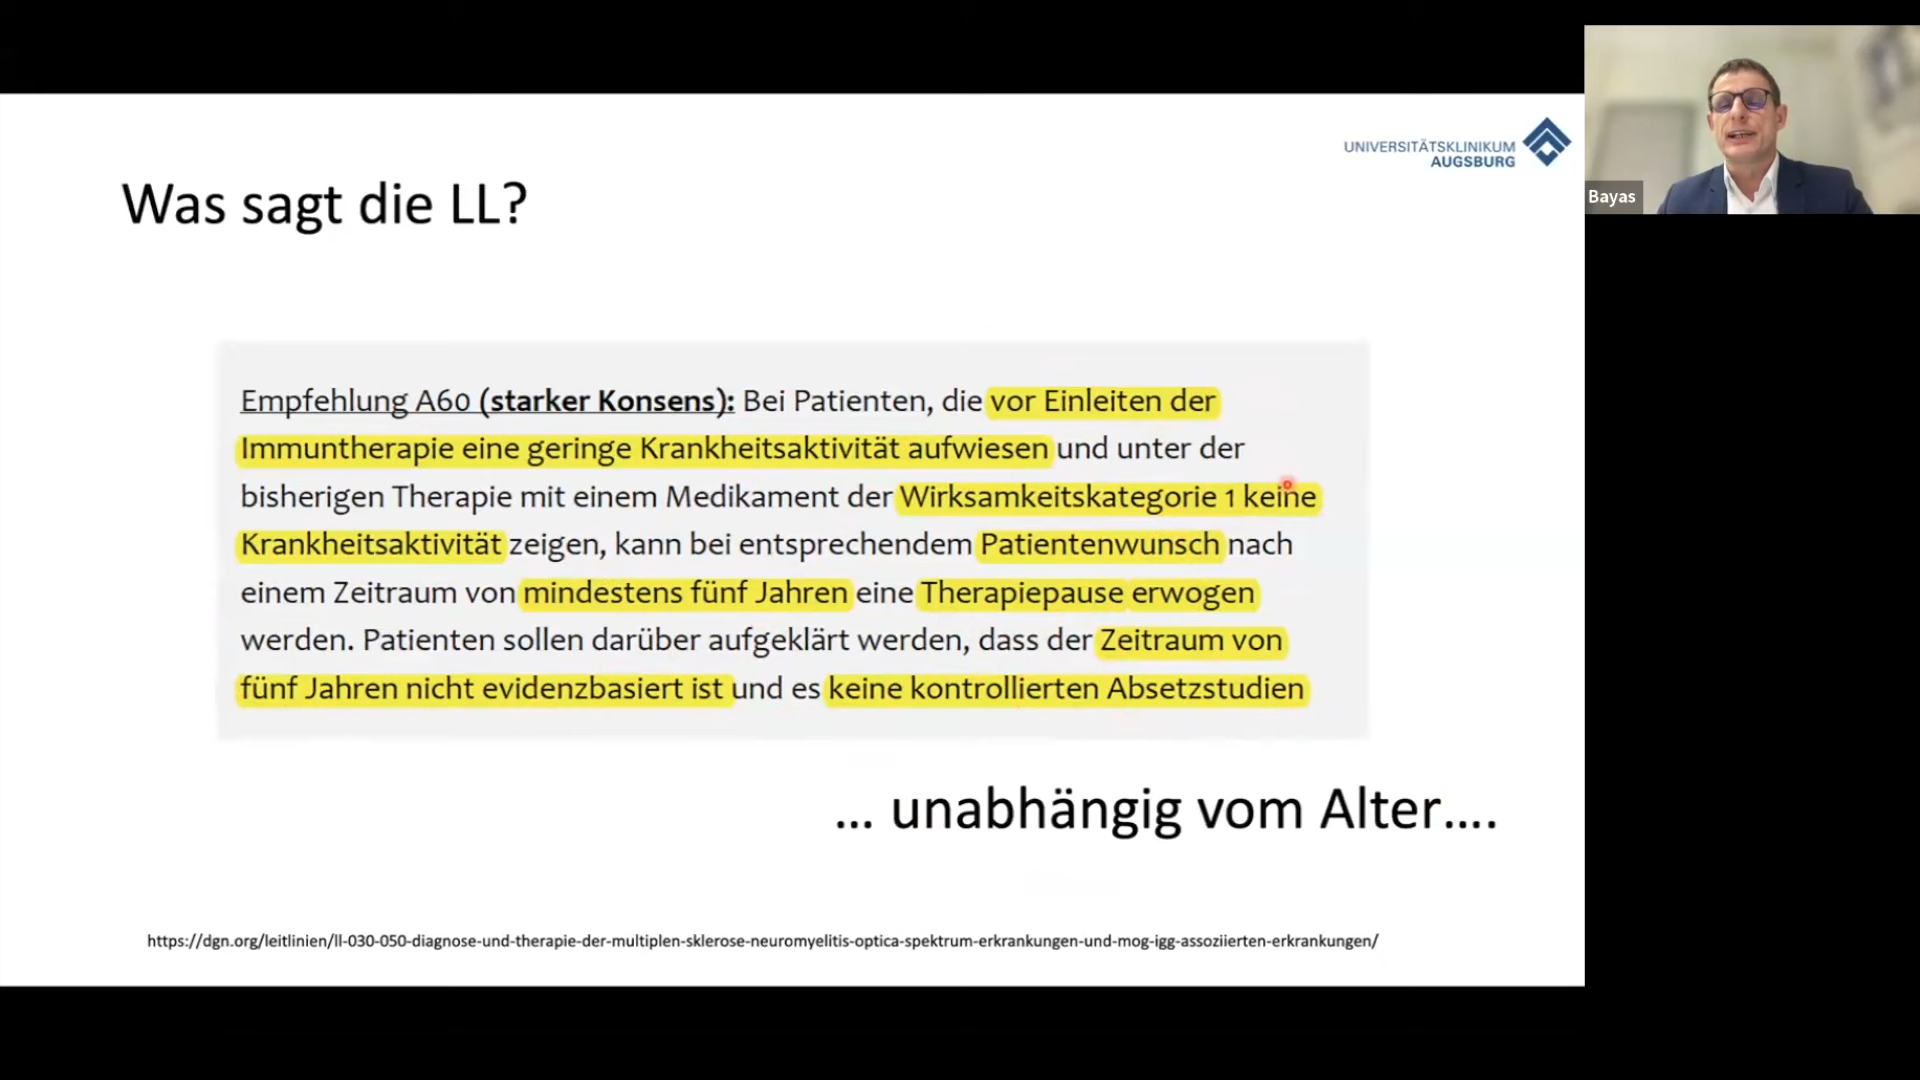 UNIVERSITÄTSKLINIKUM
AUGSBURG
Was sagt die LL?
Bayas
Empfehlung A60 (starker Konsens): Bei Patienten, die vor Einleiten der
Immuntherapie eine geringe Krankheitsaktivität aufwiesen und unter der
bisherigen Therapie mit einem Medikament der Wirksamkeitskategorie 1 keine
Krankheitsaktivität zeigen, kann bei entsprechendem Patientenwunsch nach
einem Zeitraum von mindestens fünf Jahren eine Therapiepause erwogen
werden. Patienten sollen darüber aufgeklärt werden, dass der Zeitraum von
fünf Jahren nicht evidenzbasiert ist und es keine kontrollierten Absetzstudien
... unabhängig vom Alter....
https://dgn.org/leitlinien/ll-030-050-diagnose-und-therapie-der-multiplen-sklerose-neuromyelitis-optica-spektrum-erkrankungen-und-mog-igg-assoziierten-erkrankungen/